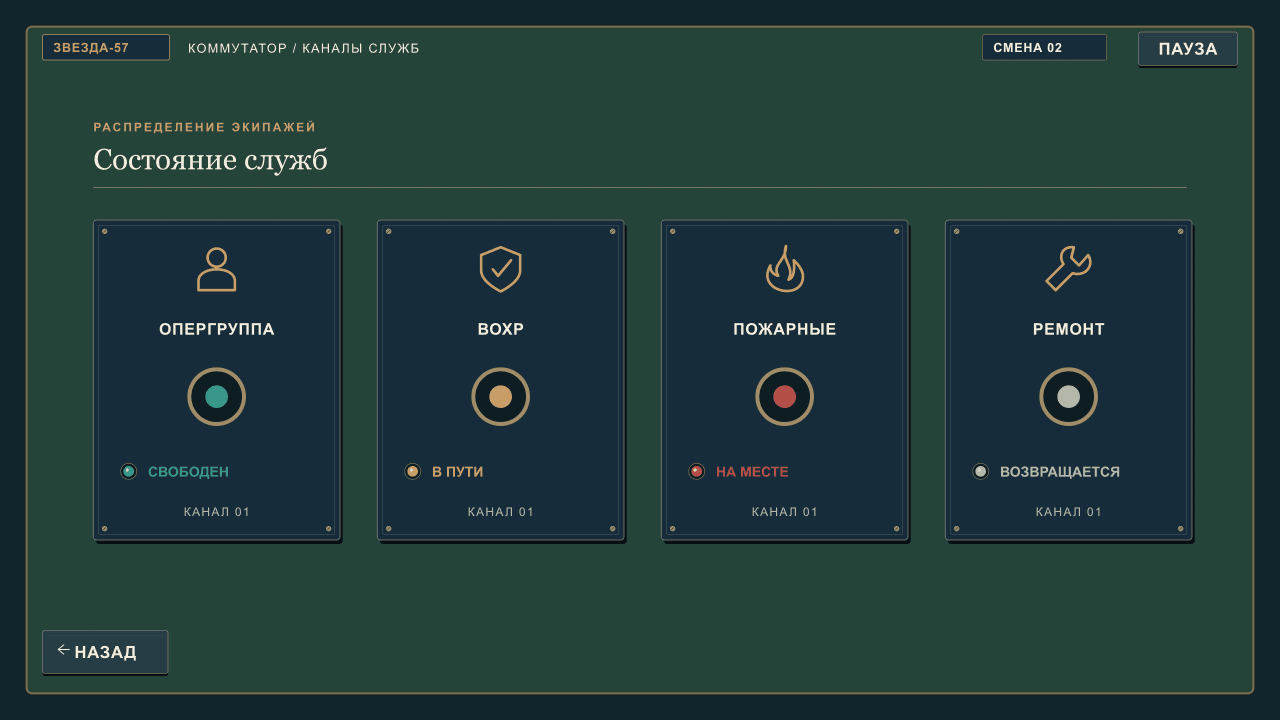 ЗВЕЗДА-57
КОММУТАТОР / КАНАЛЫ СЛУЖБ
СМЕНА 02
ПАУЗА
РАСПРЕДЕЛЕНИЕ ЭКИПАЖЕЙ
Состояние служб
ОПЕРГРУППА
СВОБОДЕН
КАНАЛ 01
ВОХР
В ПУТИ
КАНАЛ 01
ПОЖАРНЫЕ
НА МЕСТЕ
КАНАЛ 01
РЕМОНТ
ВОЗВРАЩАЕТСЯ
КАНАЛ 01
НАЗАД